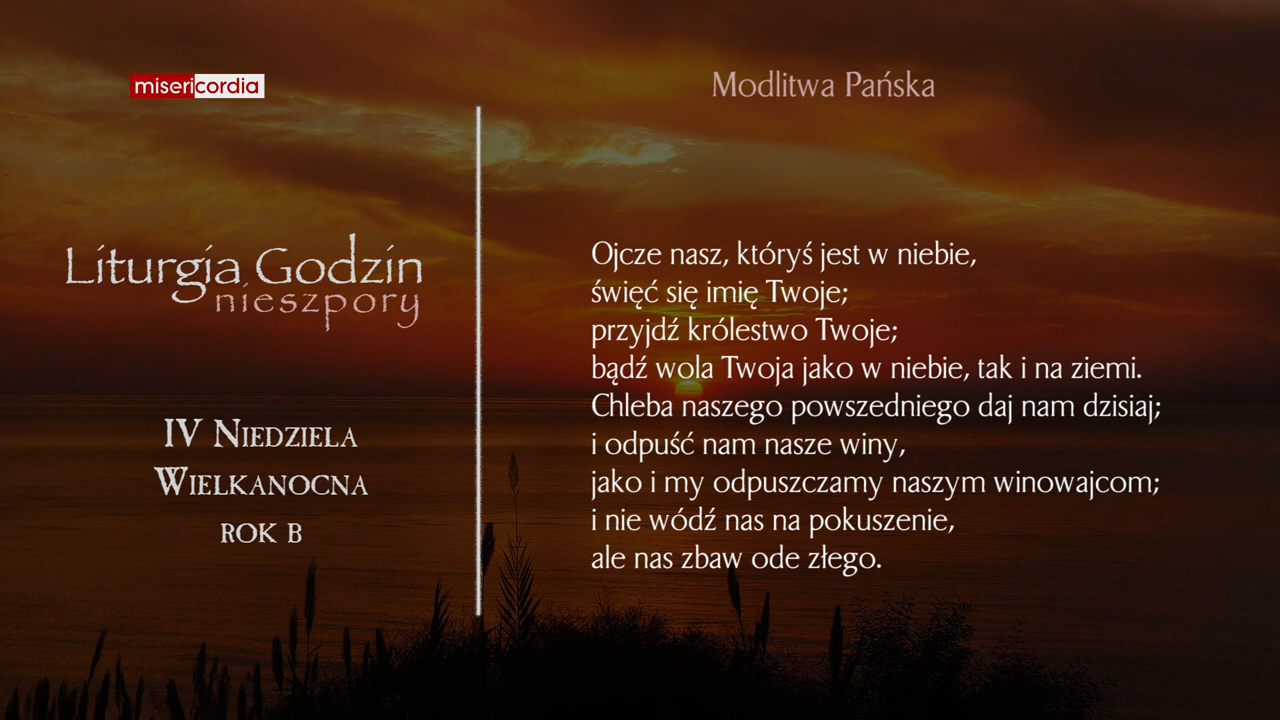 misericordia
Liturgia Godzin
nieszpory
IV Niedziela
Wielkanocna
rok b
Modlitwa Pańska
Ojcze nasz, któryś jest w niebie,
święć się imię Twoje;
przyjdź królestwo Twoje;
bądź wola Twoja jako w niebie, tak i na ziemi.
Chleba naszego powszedniego daj nam dzisiaj;
i odpuść nam nasze winy,
jako i my odpuszczamy naszym winowajcom;
i nie wódź nas na pokuszenie,
ale nas zbaw ode złego.